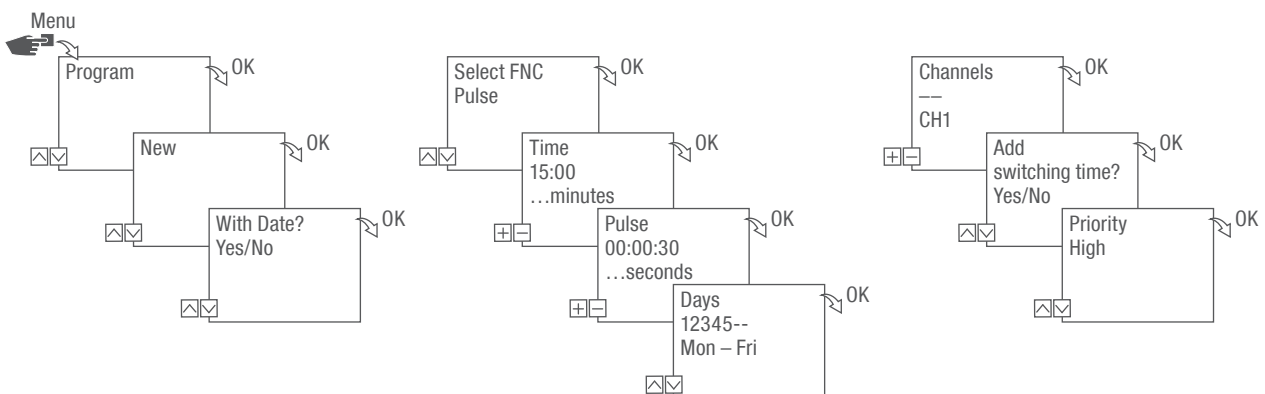 Menu
Program
OK
New
OK
With Date?
Yes/No
OK
Select FNC
Pulse
OK
Time
15:00
…minutes
OK
Pulse
00:00:30
…seconds
OK
Days
12345--
Mon – Fri
OK
Channels
––
CH1
OK
Add
switching time?
Yes/No
OK
Priority
High
OK